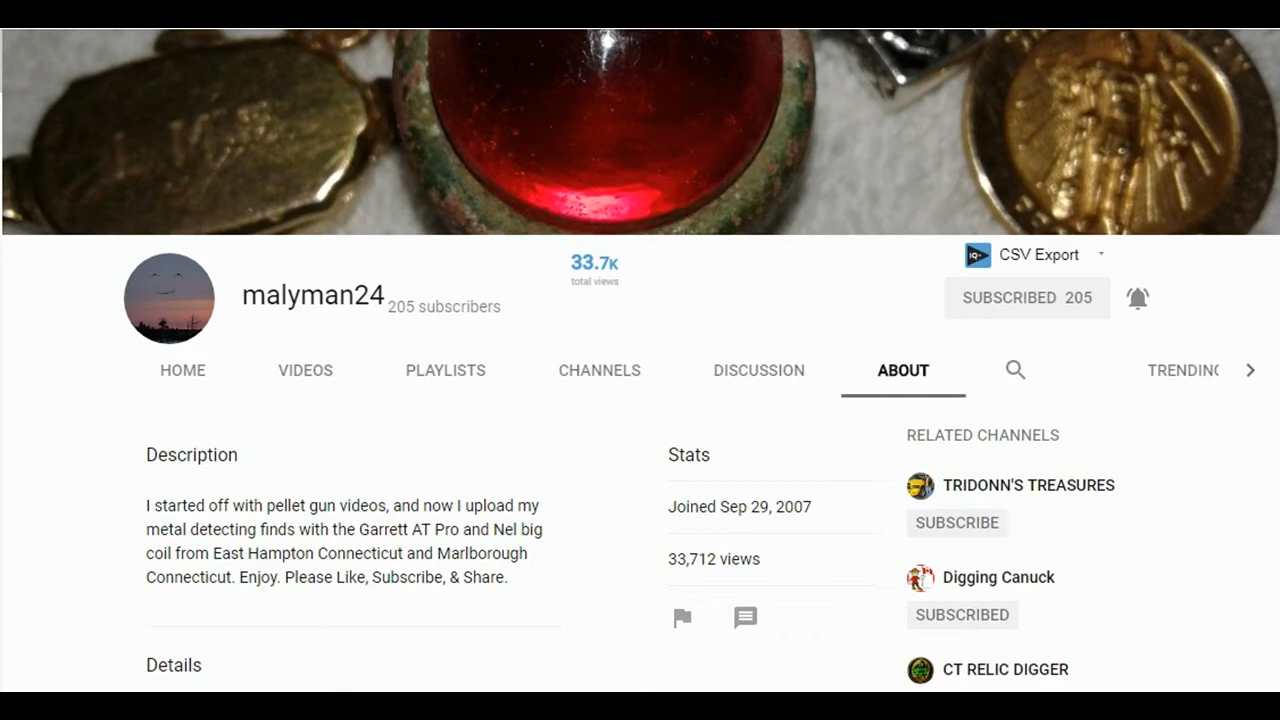 33.7K
total views
IQ
CSV Export
malyman24 205 subscribers
SUBSCRIBED 205
HOME VIDEOS PLAYLISTS CHANNELS DISCUSSION ABOUT TRENDING
Description
I started off with pellet gun videos, and now I upload my
metal detecting finds with the Garrett AT Pro and Nel big
coil from East Hampton Connecticut and Marlborough
Connecticut. Enjoy. Please Like, Subscribe, & Share.
Details
Stats
Joined Sep 29, 2007
33,712 views
RELATED CHANNELS
TRIDONN'S TREASURES
SUBSCRIBE
Digging Canuck
SUBSCRIBED
CT RELIC DIGGER